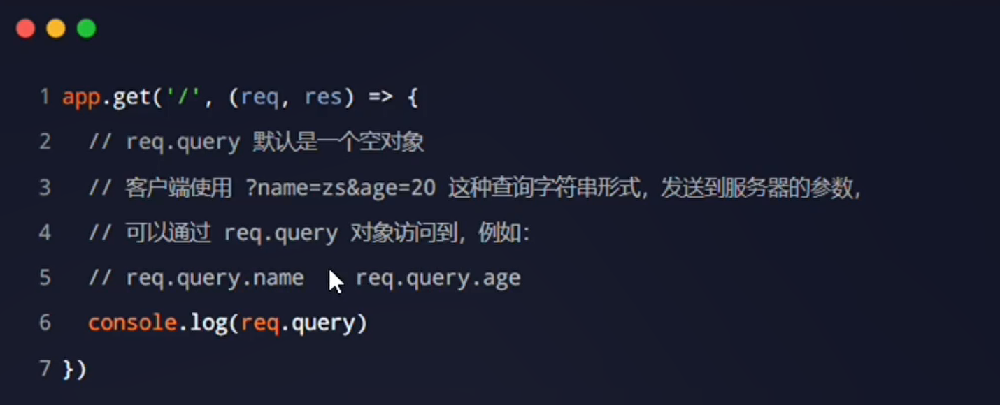 1 app.get('/', (req, res) => {
2 // req.query 默认是一个空对象
3 // 客户端使用 ?name=zs&age=20 这种查询字符串形式，发送到服务器的参数，
4 // 可以通过 req.query 对象访问到，例如：
5 // req.query.name req.query.age
6 console.log(req.query)
7 })